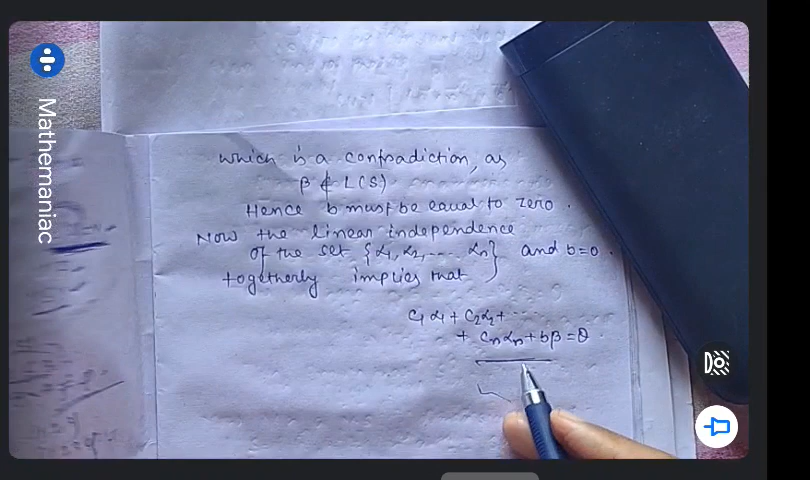 Mathemaniac
which is a contradiction, as
β ∉ L(S)
Hence b must be equal to zero.
Now the linear independence
of the set {α₁, α₂, .... αₙ} and b=0.
togetherly implies that
c₁α₁ + c₂α₂+ ....
+ cₙαₙ + bβ = θ